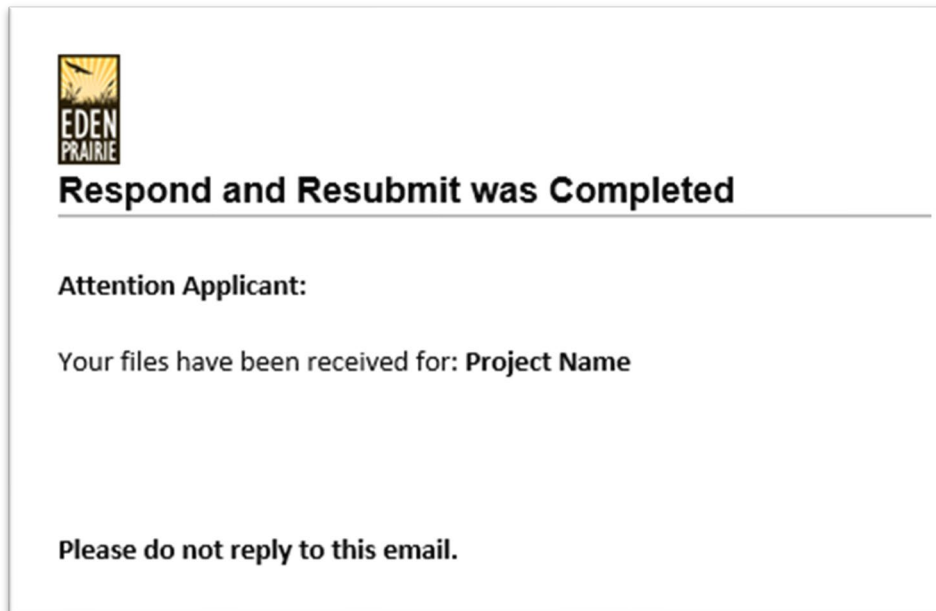 EDEN
PRAIRIE
Respond and Resubmit was Completed
Attention Applicant:
Your files have been received for: Project Name
Please do not reply to this email.